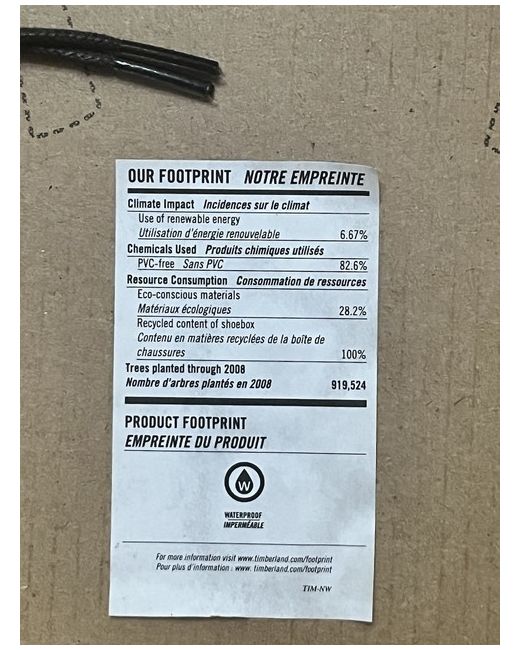 OUR FOOTPRINT NOTRE EMPREINTE
Climate Impact Incidences sur le climat
Use of renewable energy
Utilisation d'énergie renouvelable 6.67%
Chemicals Used Produits chimiques utilisés
PVC-free Sans PVC 82.6%
Resource Consumption Consommation de ressources
Eco-conscious materials
Matériaux écologiques 28.2%
Recycled content of shoebox
Contenu en matières recyclées de la boîte de
chaussures 100%
Trees planted through 2008
Nombre d'arbres plantés en 2008 919,524
PRODUCT FOOTPRINT
EMPREINTE DU PRODUIT
W
WATERPROOF
IMPERMÉABLE
For more information visit www.timberland.com/footprint
Pour plus d'information : www. timberland.com/footprint
TIM-NW